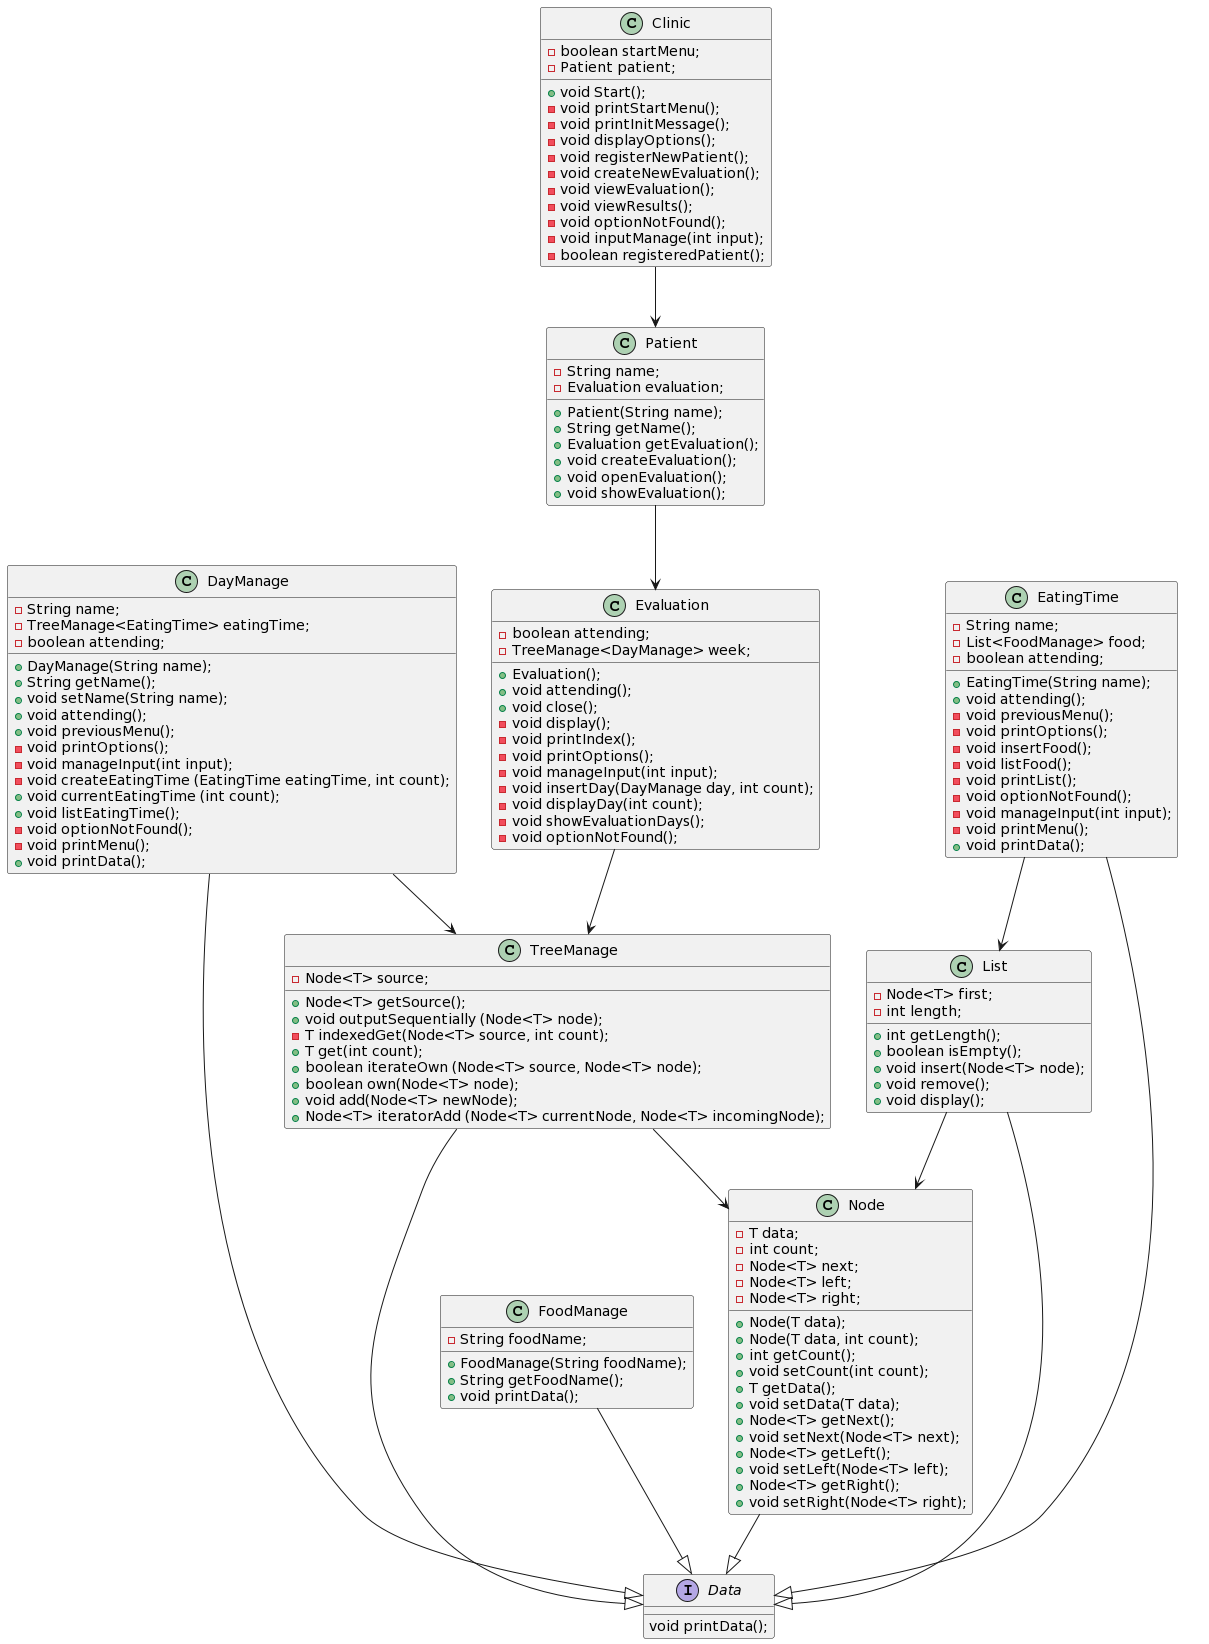 C Clinic
boolean startMenu;
Patient patient;
void Start();
void printStartMenu();
void printInitMessage();
void displayOptions();
void registerNewPatient();
void createNewEvaluation();
void viewEvaluation();
void viewResults();
void optionNotFound();
void inputManage(int input);
boolean registeredPatient();
C Patient
String name;
Evaluation evaluation;
Patient(String name);
String getName();
Evaluation getEvaluation();
void createEvaluation();
void openEvaluation();
void showEvaluation();
C DayManage
String name;
TreeManage<EatingTime> eatingTime;
boolean attending;
DayManage(String name);
String getName();
void setName(String name);
void attending();
void previousMenu();
void printOptions();
void manageInput(int input);
void createEatingTime (EatingTime eatingTime, int count);
void currentEatingTime (int count);
void listEatingTime();
void optionNotFound();
void printMenu();
void printData();
C Evaluation
boolean attending;
TreeManage<DayManage> week;
Evaluation();
void attending();
void close();
void display();
void printIndex();
void printOptions();
void manageInput(int input);
void insertDay(DayManage day, int count);
void displayDay(int count);
void showEvaluationDays();
void optionNotFound();
C EatingTime
String name;
List<FoodManage> food;
boolean attending;
EatingTime(String name);
void attending();
void previousMenu();
void printOptions();
void insertFood();
void listFood();
void printList();
void optionNotFound();
void manageInput(int input);
void printMenu();
void printData();
C TreeManage
Node<T> source;
Node<T> getSource();
void outputSequentially (Node<T> node);
T indexedGet(Node<T> source, int count);
T get(int count);
boolean iterateOwn (Node<T> source, Node<T> node);
boolean own(Node<T> node);
void add(Node<T> newNode);
Node<T> iteratorAdd (Node<T> currentNode, Node<T> incomingNode);
C List
Node<T> first;
int length;
int getLength();
boolean isEmpty();
void insert(Node<T> node);
void remove();
void display();
C Node
T data;
int count;
Node<T> next;
Node<T> left;
Node<T> right;
Node(T data);
Node(T data, int count);
int getCount();
void setCount(int count);
T getData();
void setData(T data);
Node<T> getNext();
void setNext(Node<T> next);
Node<T> getLeft();
void setLeft(Node<T> left);
Node<T> getRight();
void setRight(Node<T> right);
C FoodManage
String foodName;
FoodManage(String foodName);
String getFoodName();
void printData();
I Data
void printData();